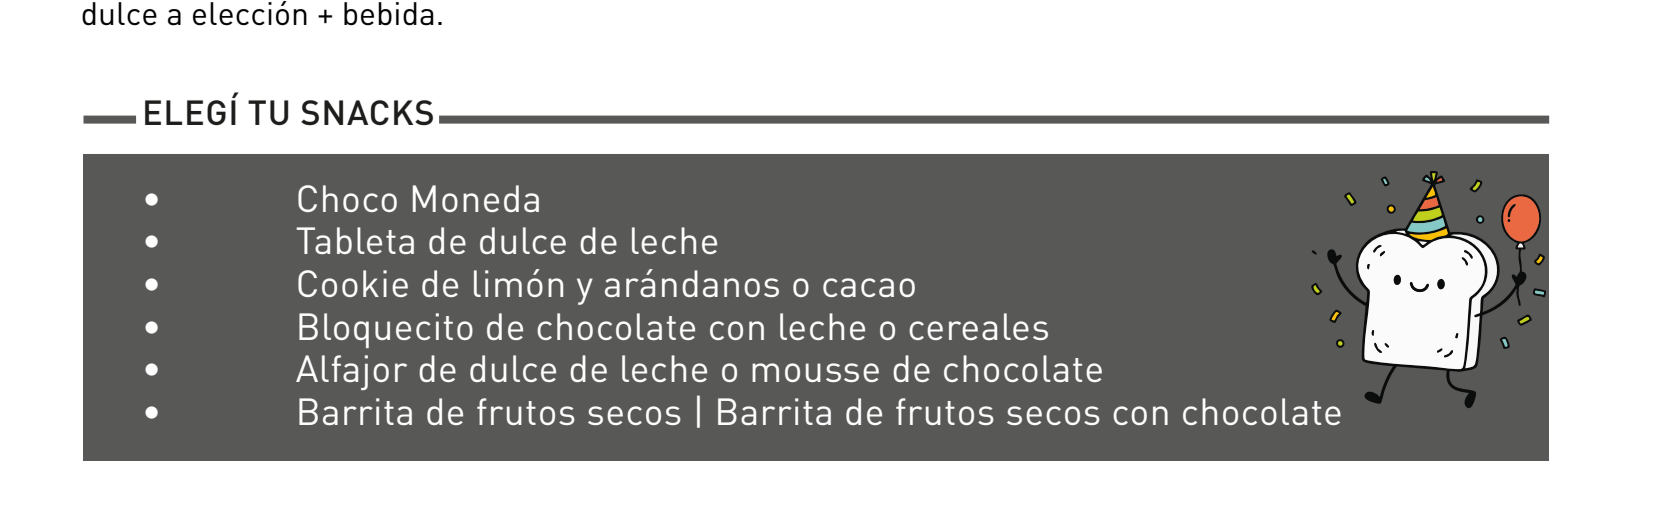 dulce a elección + bebida.
ELEGÍ TU SNACKS
• Choco Moneda
• Tableta de dulce de leche
• Cookie de limón y arándanos o cacao
• Bloquecito de chocolate con leche o cereales
• Alfajor de dulce de leche o mousse de chocolate
• Barrita de frutos secos | Barrita de frutos secos con chocolate